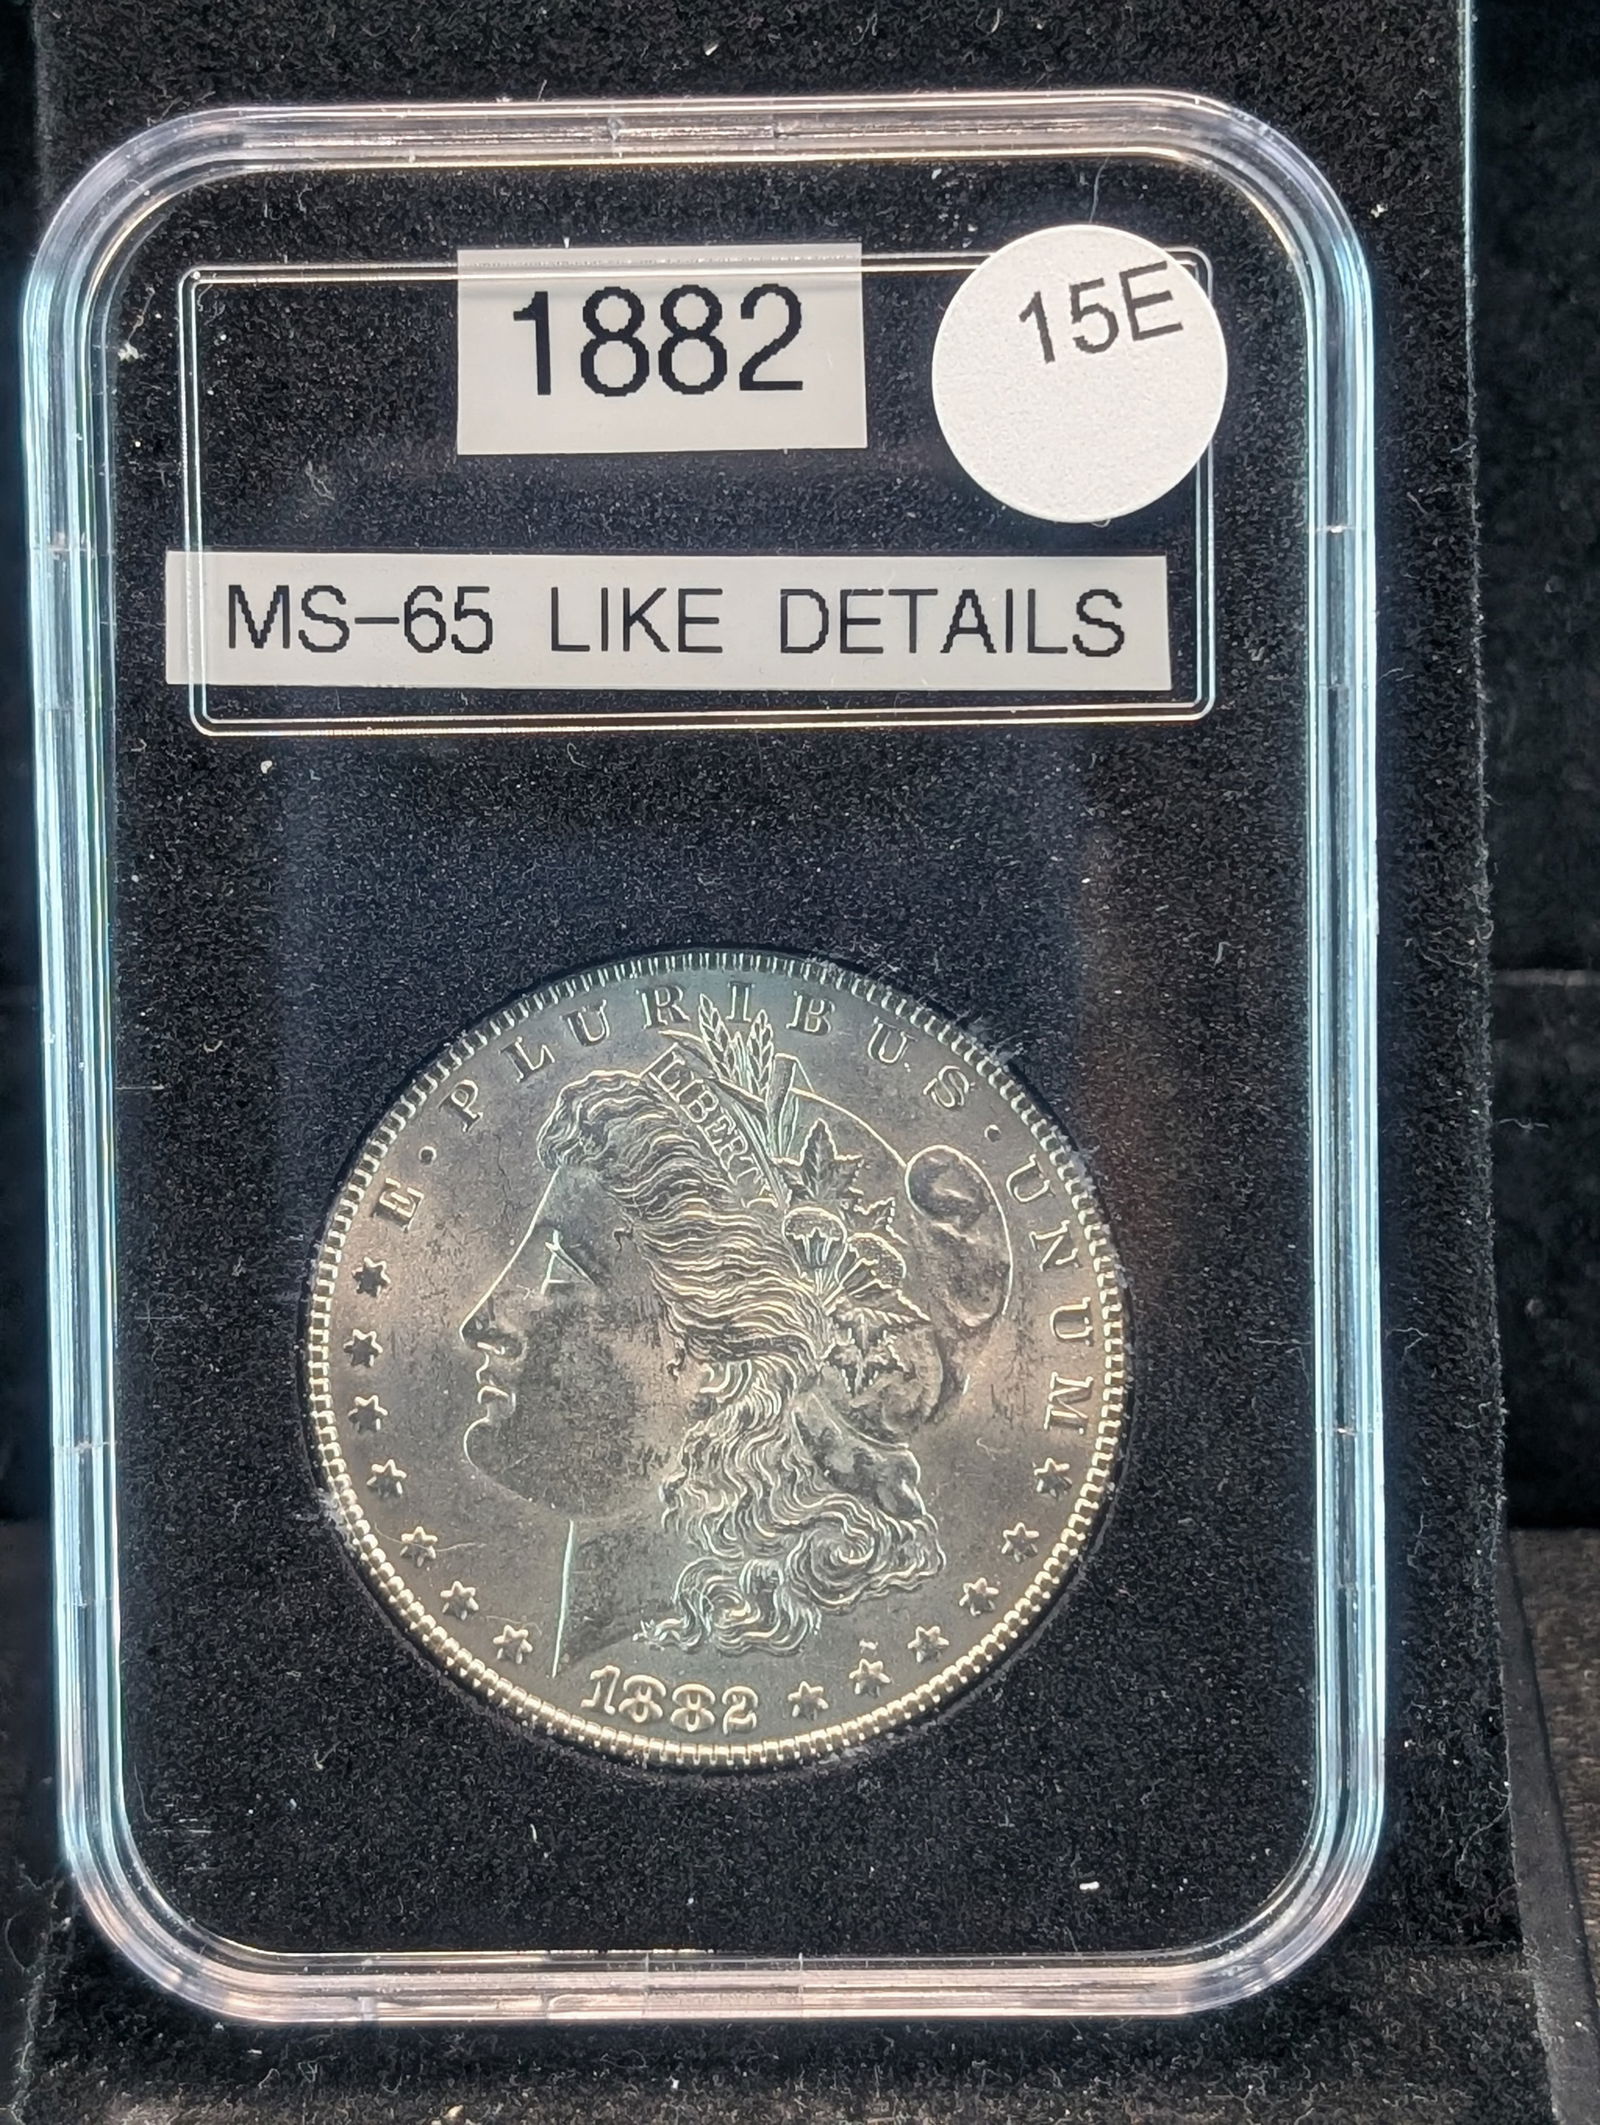 1882
15E
MS-65 LIKE DETAILS
E · PLURIBUS · UNUM
LIBERTY
1882